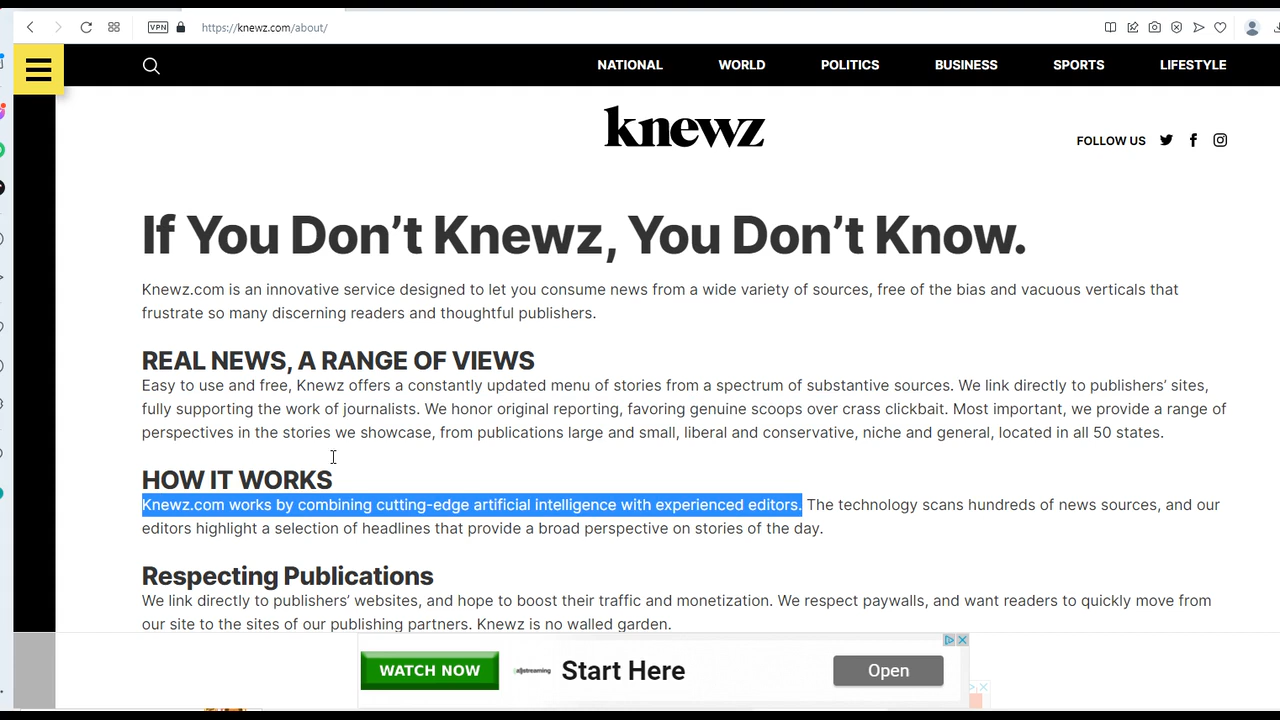 VPN https://knewz.com/about/
NATIONAL WORLD POLITICS BUSINESS SPORTS LIFESTYLE
knewz
FOLLOW US
If You Don’t Knewz, You Don’t Know.
Knewz.com is an innovative service designed to let you consume news from a wide variety of sources, free of the bias and vacuous verticals that
frustrate so many discerning readers and thoughtful publishers.
REAL NEWS, A RANGE OF VIEWS
Easy to use and free, Knewz offers a constantly updated menu of stories from a spectrum of substantive sources. We link directly to publishers’ sites,
fully supporting the work of journalists. We honor original reporting, favoring genuine scoops over crass clickbait. Most important, we provide a range of
perspectives in the stories we showcase, from publications large and small, liberal and conservative, niche and general, located in all 50 states.
HOW IT WORKS
Knewz.com works by combining cutting-edge artificial intelligence with experienced editors. The technology scans hundreds of news sources, and our
editors highlight a selection of headlines that provide a broad perspective on stories of the day.
Respecting Publications
We link directly to publishers’ websites, and hope to boost their traffic and monetization. We respect paywalls, and want readers to quickly move from
our site to the sites of our publishing partners. Knewz is no walled garden.
WATCH NOW Start Here Open